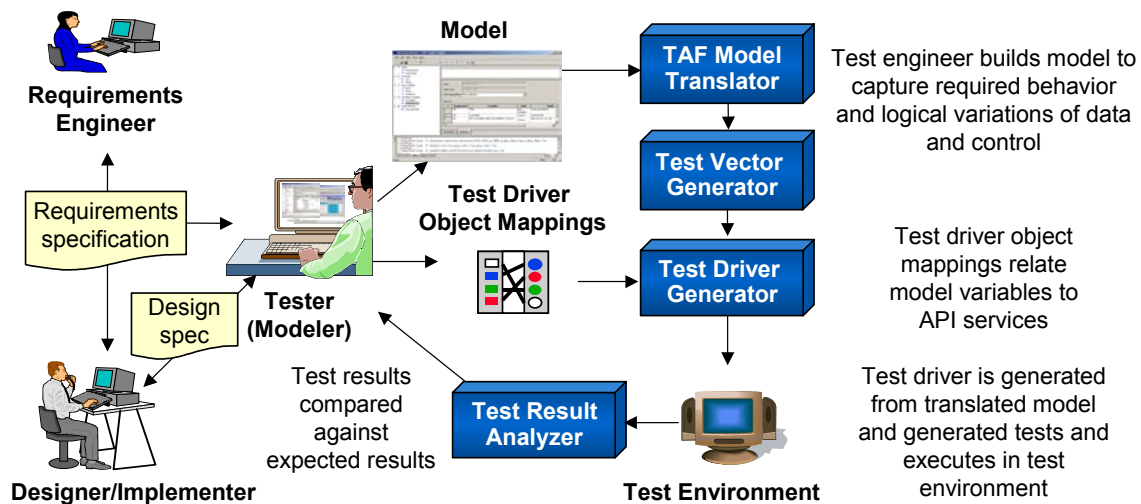 Model
Requirements
Engineer
TAF Model
Translator
Test engineer builds model to
capture required behavior
and logical variations of data
and control
Test Vector
Generator
Requirements
specification
Test Driver
Object Mappings
Test Driver
Generator
Test driver object
mappings relate
model variables to
API services
Design
spec
Tester
(Modeler)
Test results
compared
against
expected results
Test Result
Analyzer
Test driver is generated
from translated model
and generated tests and
executes in test
environment
Designer/Implementer
Test Environment